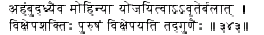 अहंबुद्ध्यैव मोहिन्या योजयित्वाऽऽवृतेर्बलात् ।
विक्षेपशक्तिः पुरुषं विक्षेपयति तद्गुणैः ॥ ३४३॥